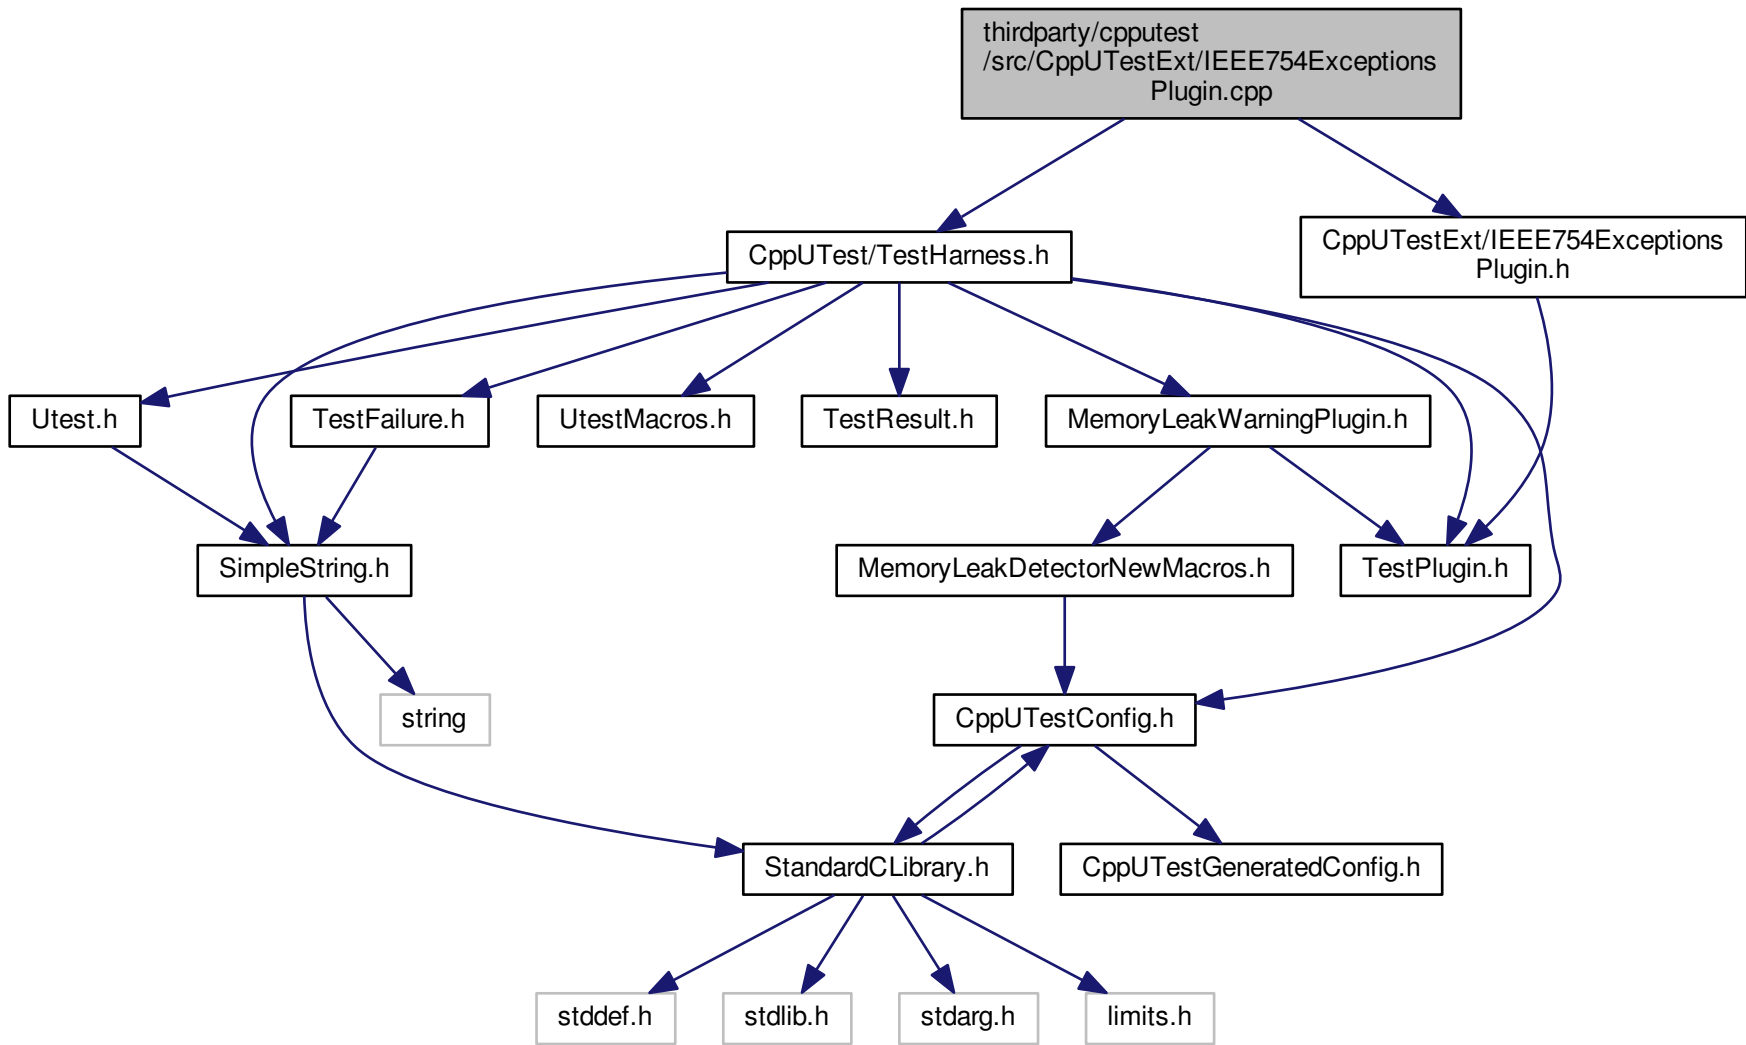 thirdparty/cpputest
/src/CppUTestExt/IEEE754Exceptions
Plugin.cpp
CppUTest/TestHarness.h
CppUTestExt/IEEE754Exceptions
Plugin.h
Utest.h
TestFailure.h
UtestMacros.h
TestResult.h
MemoryLeakWarningPlugin.h
SimpleString.h
MemoryLeakDetectorNewMacros.h
TestPlugin.h
string
CppUTestConfig.h
StandardCLibrary.h
CppUTestGeneratedConfig.h
stddef.h
stdlib.h
stdarg.h
limits.h